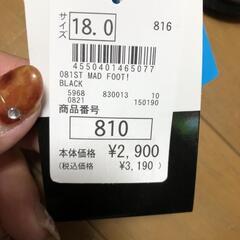 サイズ 18.0 816
4550401465077
081ST MAD FOOT!
BLACK
5968 830013 10
0821 150190
商品番号
810
本体価格 ¥2,900
(税込価格 ¥3,190)